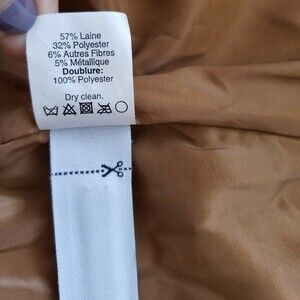 57% Laine
32% Polyester
6% Autres Fibres
5% Métallique
Doublure:
100% Polyester
Dry clean.